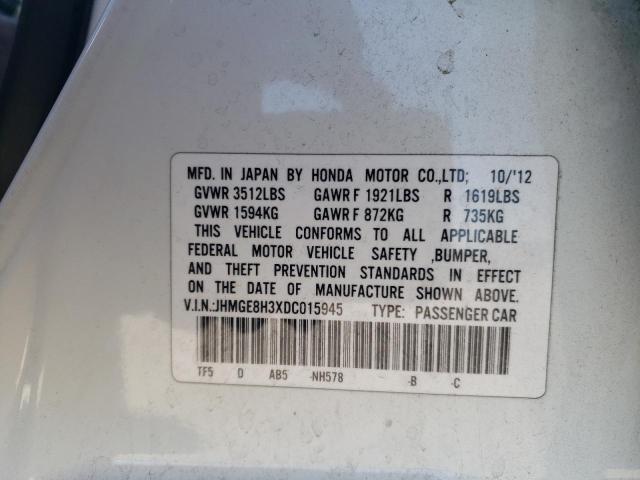 MFD. IN JAPAN BY HONDA MOTOR CO.,LTD; 10/'12
GVWR 3512LBS GAWR F 1921LBS R 1619LBS
GVWR 1594KG GAWR F 872KG R 735KG
THIS VEHICLE CONFORMS TO ALL APPLICABLE
FEDERAL MOTOR VEHICLE SAFETY ,BUMPER,
AND THEFT PREVENTION STANDARDS IN EFFECT
ON THE DATE OF MANUFACTURE SHOWN ABOVE.
V.I.N.:JHMGE8H3XDC015945 TYPE: PASSENGER CAR
TF5 D AB5 -NH578 -B -C